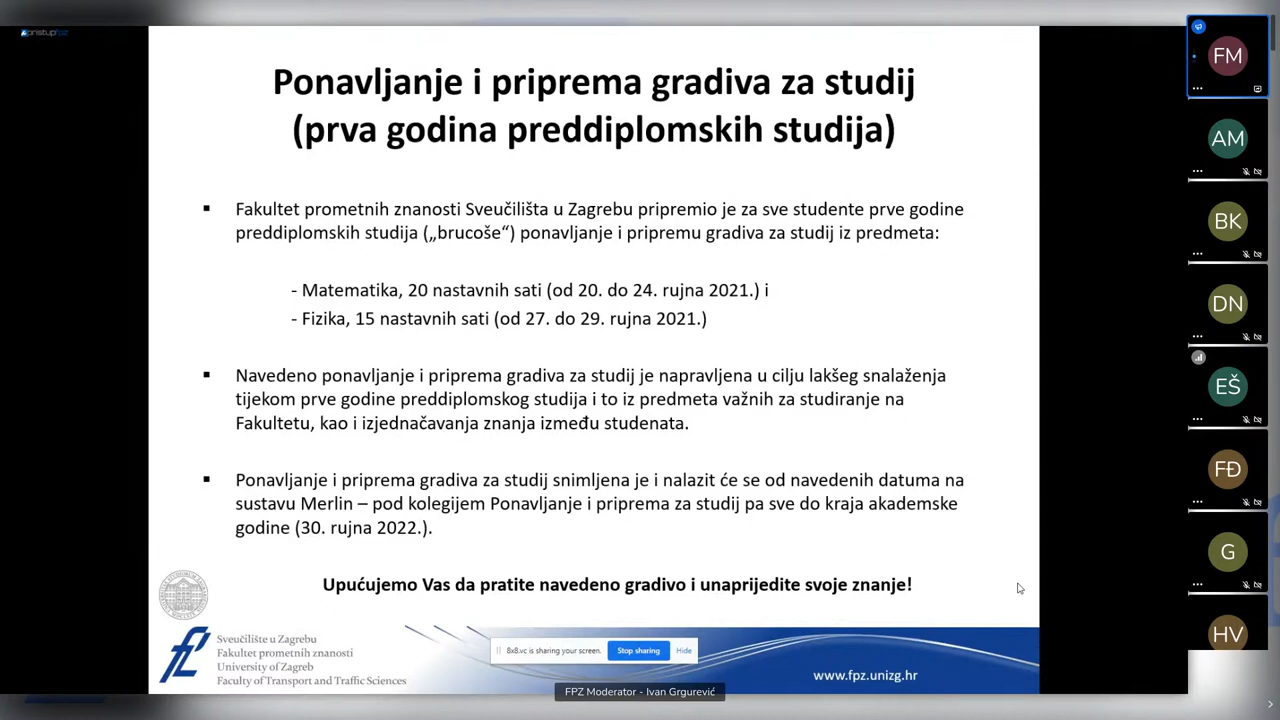 pristupfpz
Ponavljanje i priprema gradiva za studij
(prva godina preddiplomskih studija)
▪ Fakultet prometnih znanosti Sveučilišta u Zagrebu pripremio je za sve studente prve godine
preddiplomskih studija („brucoše“) ponavljanje i pripremu gradiva za studij iz predmeta:
- Matematika, 20 nastavnih sati (od 20. do 24. rujna 2021.) i
- Fizika, 15 nastavnih sati (od 27. do 29. rujna 2021.)
▪ Navedeno ponavljanje i priprema gradiva za studij je napravljena u cilju lakšeg snalaženja
tijekom prve godine preddiplomskog studija i to iz predmeta važnih za studiranje na
Fakultetu, kao i izjednačavanja znanja između studenata.
▪ Ponavljanje i priprema gradiva za studij snimljena je i nalazit će se od navedenih datuma na
sustavu Merlin – pod kolegijem Ponavljanje i priprema za studij pa sve do kraja akademske
godine (30. rujna 2022.).
Upućujemo Vas da pratite navedeno gradivo i unaprijedite svoje znanje!
Sveučilište u Zagrebu
Fakultet prometnih znanosti
University of Zagreb
Faculty of Transport and Traffic Sciences
8x8.vc is sharing your screen.
Stop sharing
Hide
www.fpz.unizg.hr
FPZ Moderator - Ivan Grgurević
FM
AM
BK
DN
EŠ
FĐ
G
HV